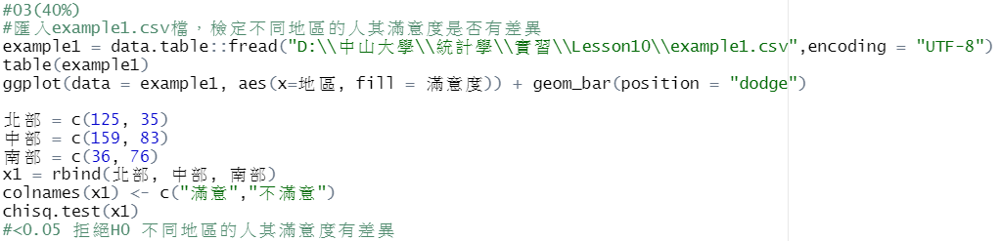 #03(40%)
#匯入example1.csv檔，檢定不同地區的人其滿意度是否有差異
example1 = data.table::fread("D:\\中山大學\\統計學\\實習\\Lesson10\\example1.csv",encoding = "UTF-8")
table(example1)
ggplot(data = example1, aes(x=地區, fill = 滿意度)) + geom_bar(position = "dodge")
北部 = c(125, 35)
中部 = c(159, 83)
南部 = c(36, 76)
x1 = rbind(北部, 中部, 南部)
colnames(x1) <- c("滿意","不滿意")
chisq.test(x1)
#<0.05 拒絕H0 不同地區的人其滿意度有差異